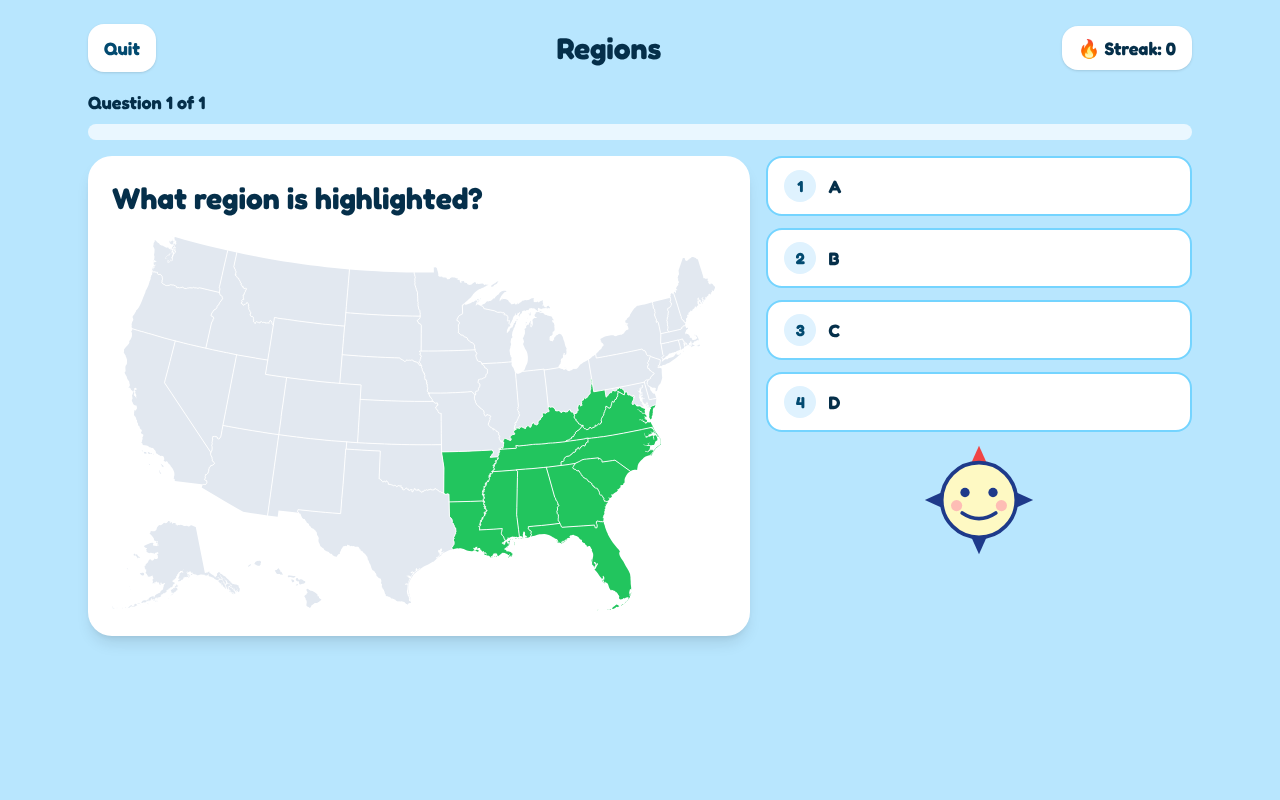 Quit
Regions
🔥 Streak: 0
Question 1 of 1
What region is highlighted?
1 A
2 B
3 C
4 D